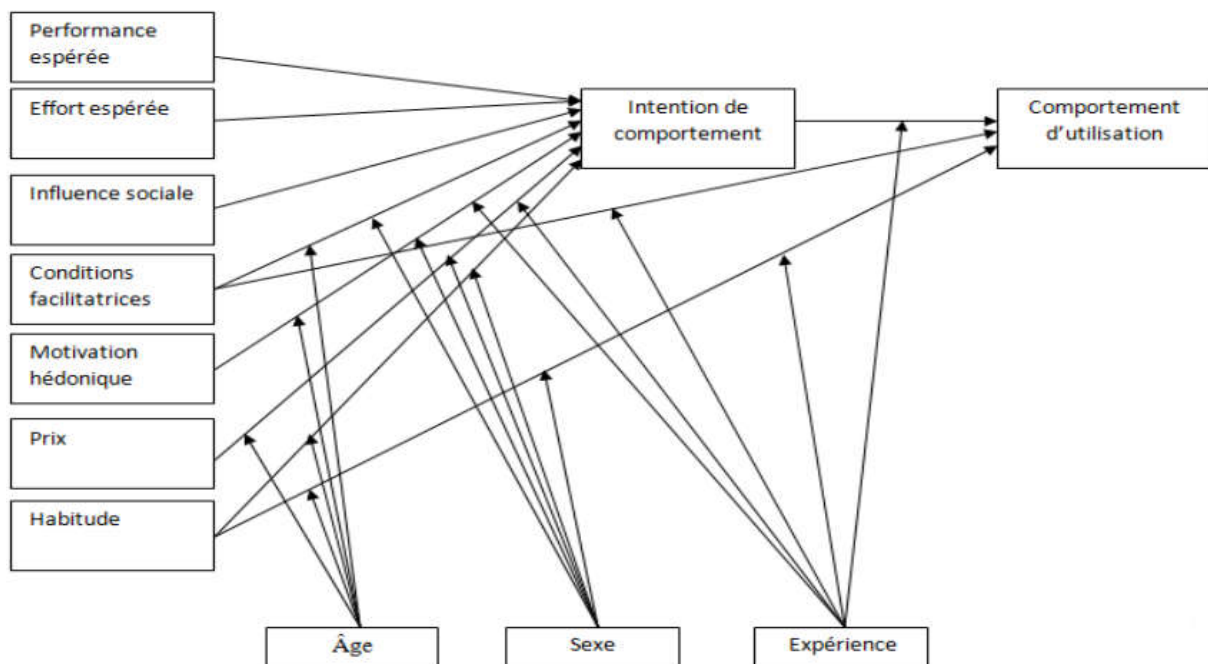 Performance
espérée
Effort espérée
Influence sociale
Conditions
facilitatrices
Motivation
hédonique
Prix
Habitude
Intention de
comportement
Comportement
d'utilisation
Âge
Sexe
Expérience